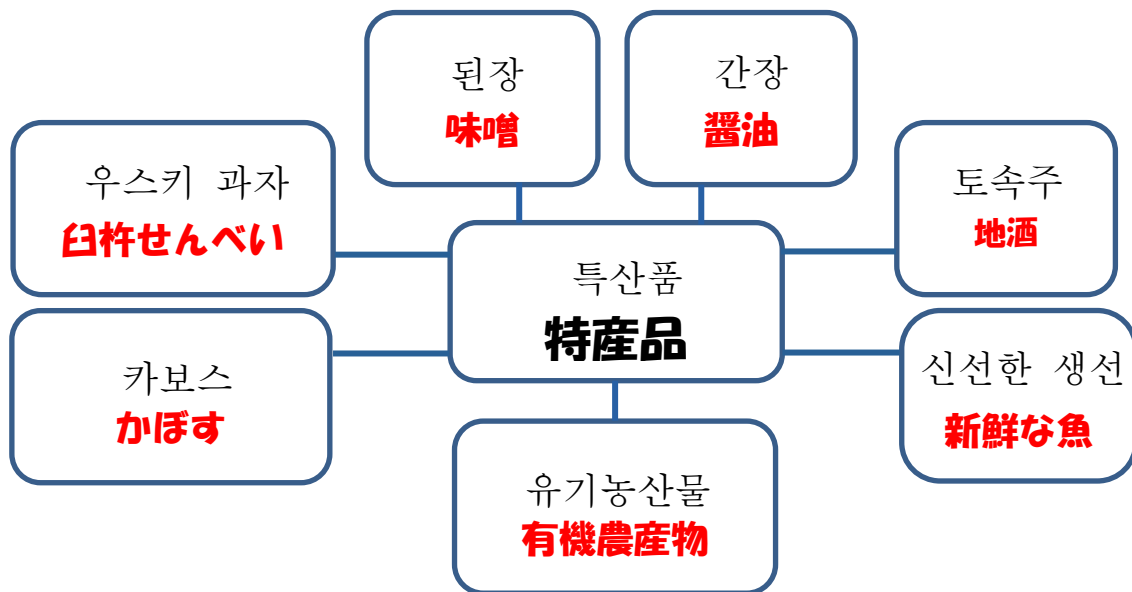 된장
味噌
간장
醤油
우스키 과자
臼杵せんべい
토속주
地酒
특산품
特産品
카보스
かぼす
신선한 생선
新鮮な魚
유기농산물
有機農産物